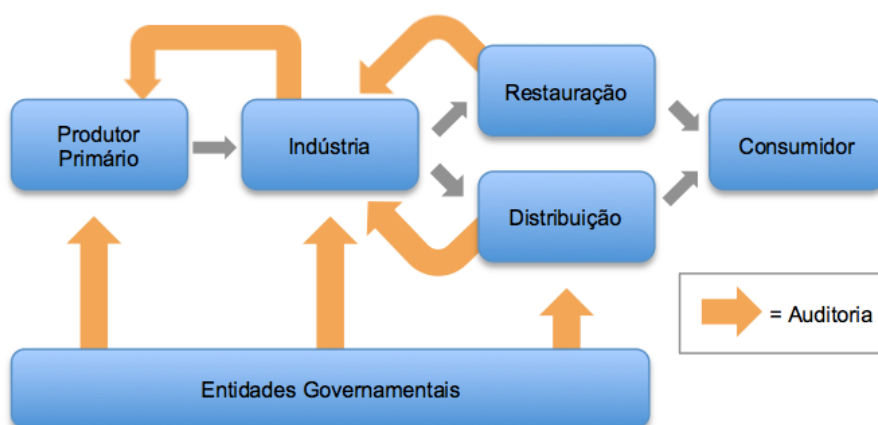 Produtor
Primário
Indústria
Restauração
Distribuição
Consumidor
= Auditoria
Entidades Governamentais